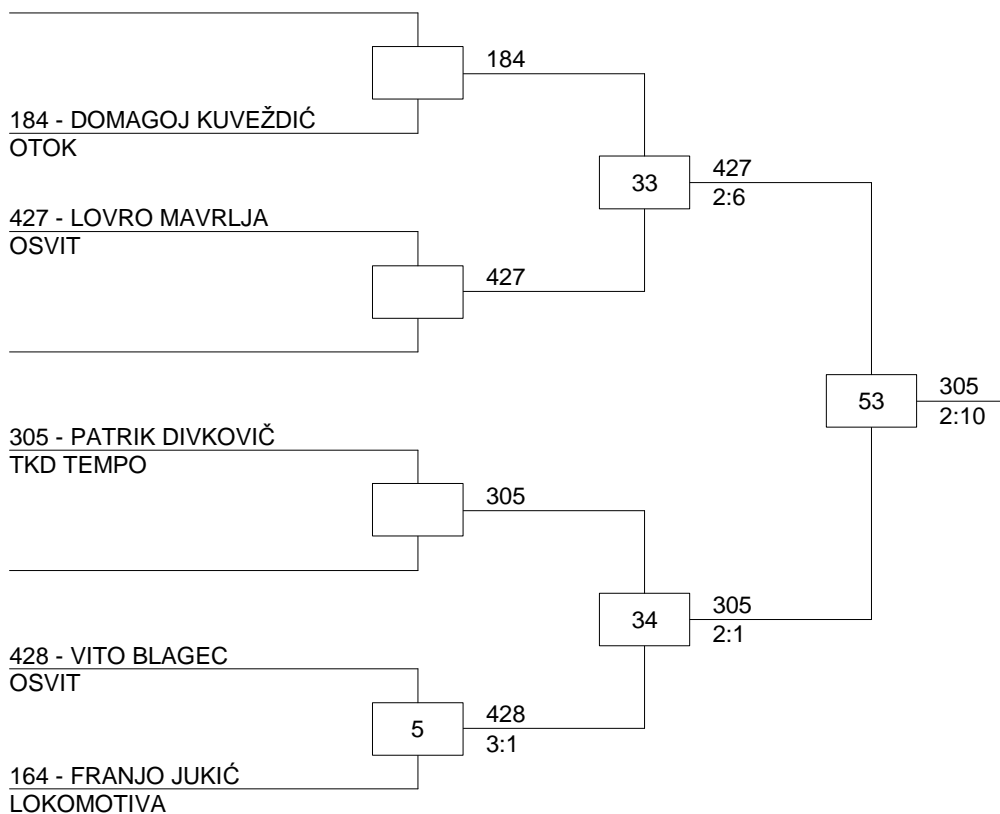 184
184 - DOMAGOJ KUVEŽDIĆ
OTOK
33
427
2:6
427 - LOVRO MAVRLJA
OSVIT
427
53
305
2:10
305 - PATRIK DIVKOVIČ
TKD TEMPO
305
34
305
2:1
428 - VITO BLAGEC
OSVIT
5
428
3:1
164 - FRANJO JUKIĆ
LOKOMOTIVA